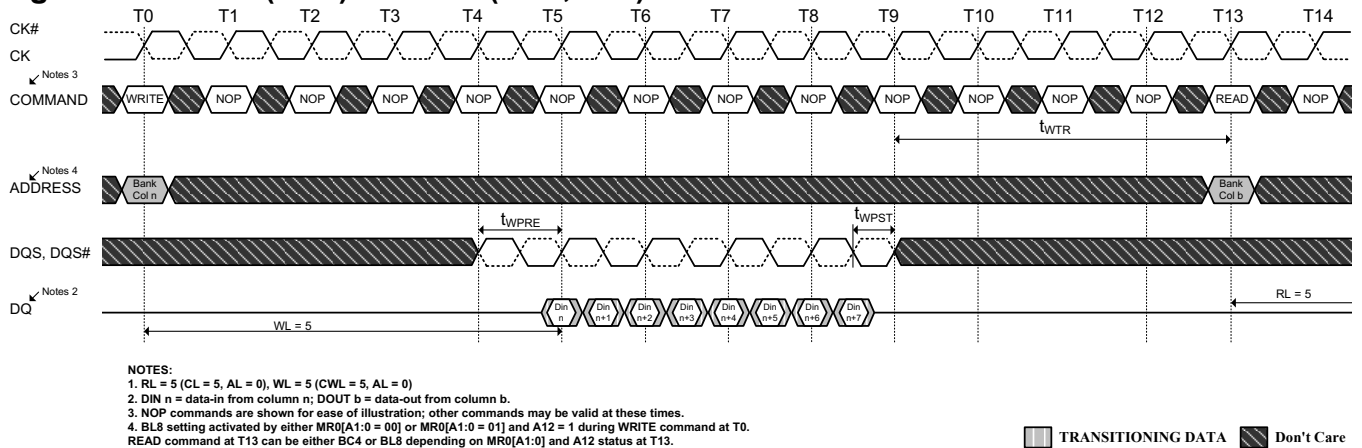 T0 T1 T2 T3 T4 T5 T6 T7 T8 T9 T10 T11 T12 T13 T14
CK#
CK
Notes 3
COMMAND WRITE NOP NOP NOP NOP NOP NOP NOP NOP NOP NOP NOP NOP READ NOP
tWTR
Notes 4
ADDRESS
Bank Bank
Col n Col b
tWPRE tWPST
DQS, DQS#
Notes 2
DQ
Din Din Din Din Din Din Din Din
n n+1 n+2 n+3 n+4 n+5 n+6 n+7
RL = 5
WL = 5
NOTES:
1. RL = 5 (CL = 5, AL = 0), WL = 5 (CWL = 5, AL = 0)
2. DIN n = data-in from column n; DOUT b = data-out from column b.
3. NOP commands are shown for ease of illustration; other commands may be valid at these times.
4. BL8 setting activated by either MR0[A1:0 = 00] or MR0[A1:0 = 01] and A12 = 1 during WRITE command at T0.
READ command at T13 can be either BC4 or BL8 depending on MR0[A1:0] and A12 status at T13.
TRANSITIONING DATA Don't Care